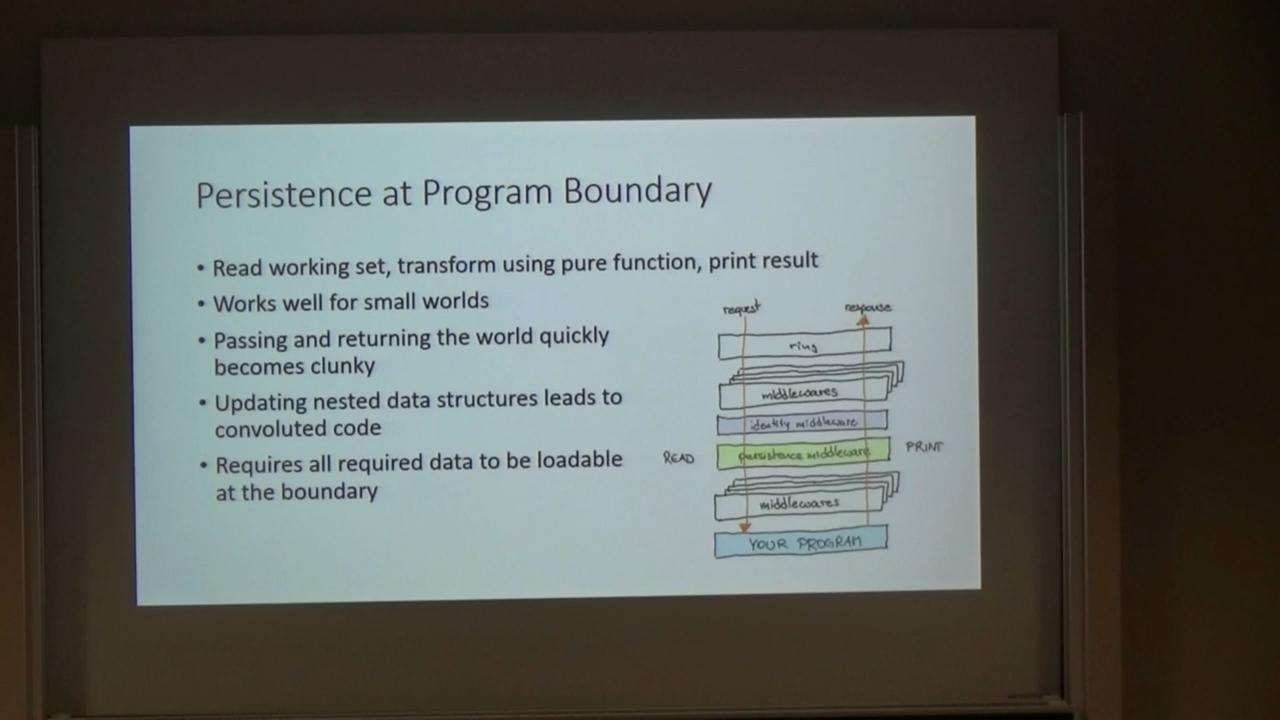 Persistence at Program Boundary
• Read working set, transform using pure function, print result
• Works well for small worlds
• Passing and returning the world quickly
becomes clunky
• Updating nested data structures leads to
convoluted code
• Requires all required data to be loadable
at the boundary
request
response
ring
middlewares
identity middleware
READ
persistence middleware
PRINT
middlewares
YOUR PROGRAM